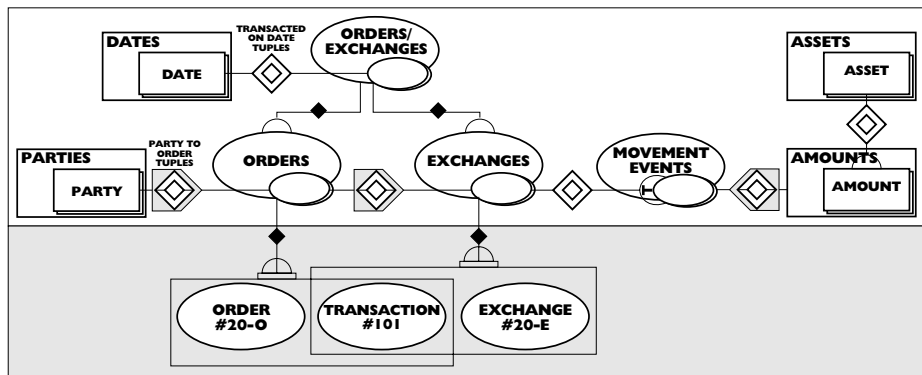 DATES
DATE
TRANSACTED
ON DATE
TUPLES
ORDERS/
EXCHANGES
ASSETS
ASSET
PARTIES
PARTY
PARTY TO
ORDER
TUPLES
ORDERS
EXCHANGES
MOVEMENT
EVENTS
T
AMOUNTS
AMOUNT
ORDER
#20-O
TRANSACTION
#101
EXCHANGE
#20-E